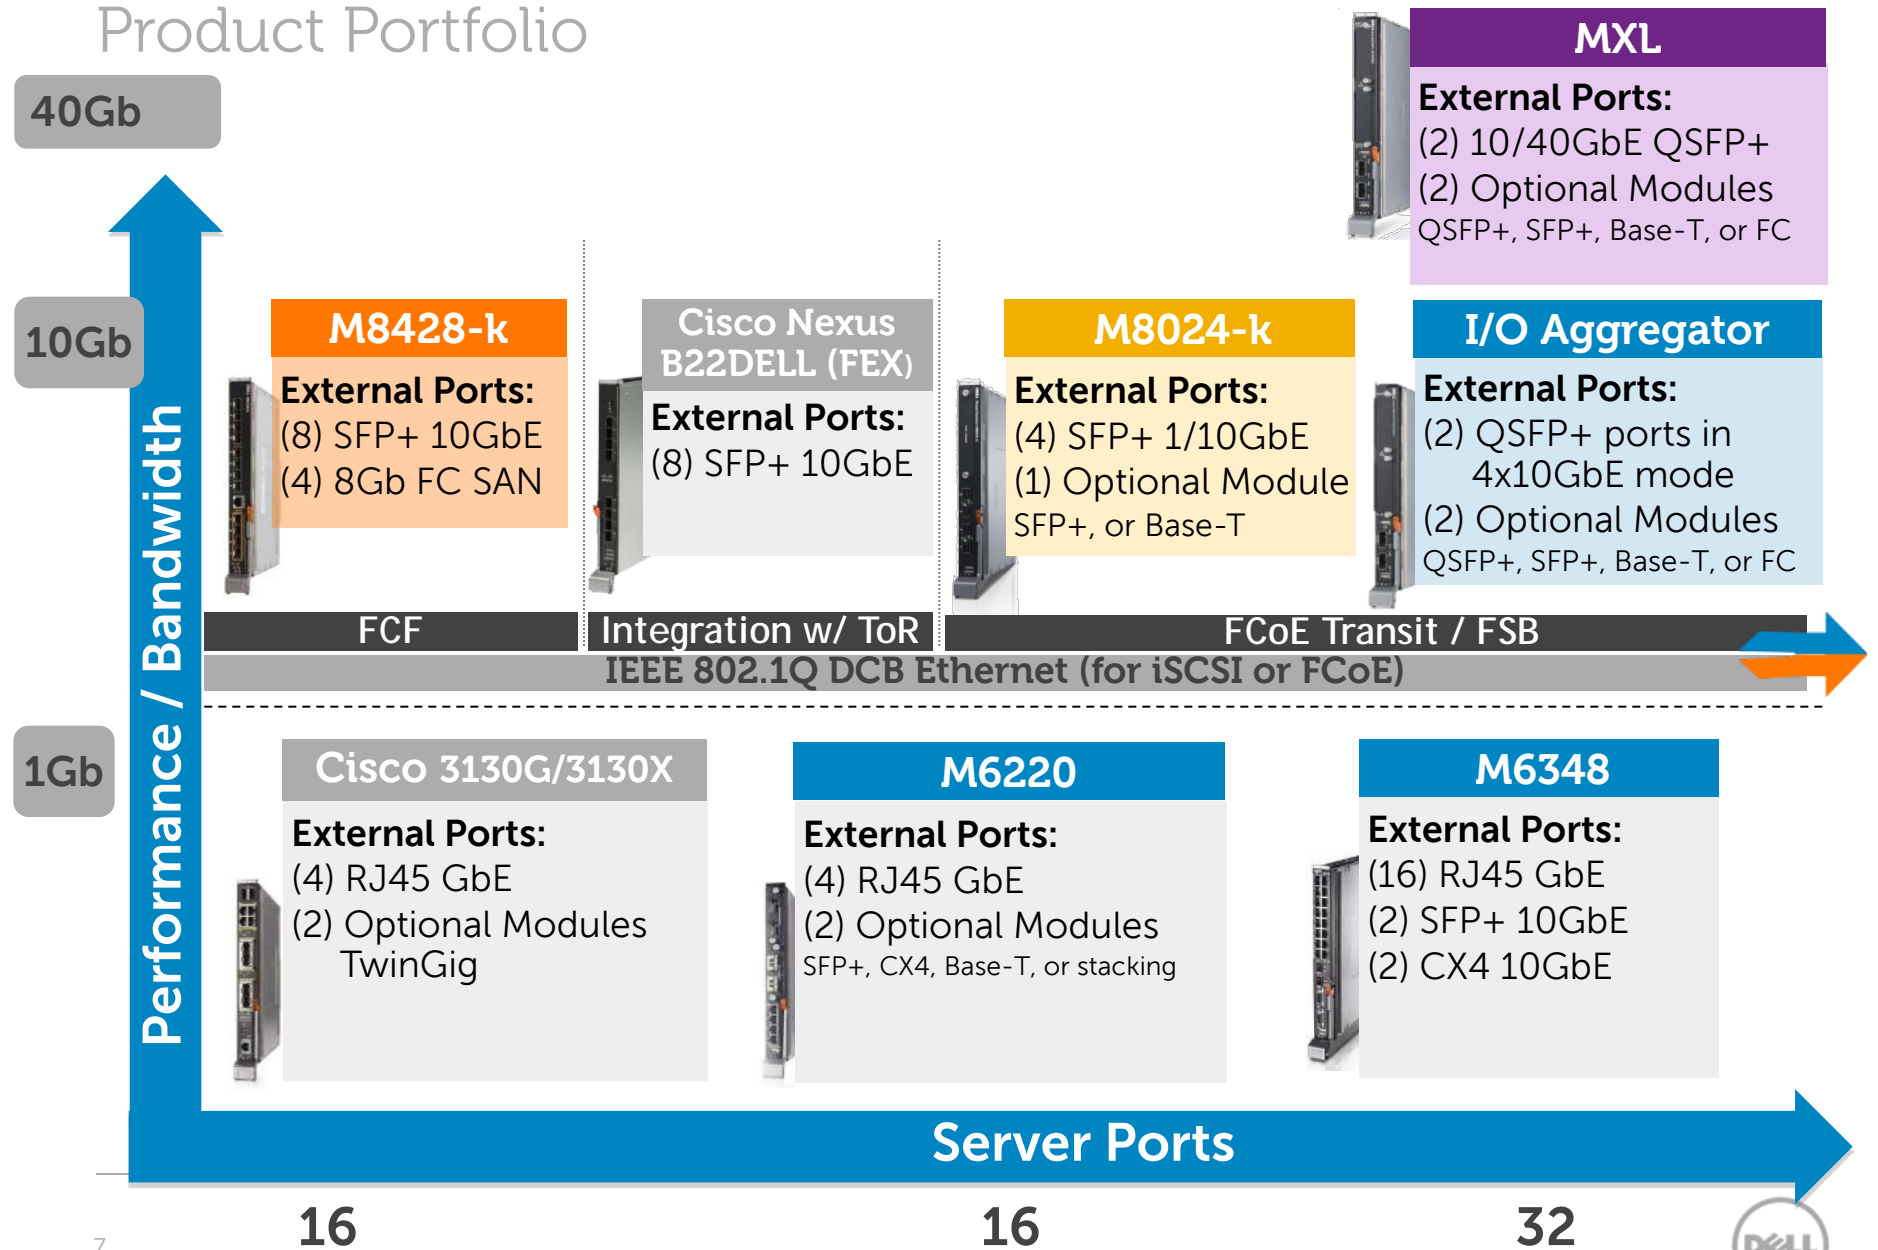 Product Portfolio
40Gb
MXL
External Ports:
(2) 10/40GbE QSFP+
(2) Optional Modules
QSFP+, SFP+, Base-T, or FC
10Gb
M8428-k
External Ports:
(8) SFP+ 10GbE
(4) 8Gb FC SAN
Cisco Nexus
B22DELL (FEX)
External Ports:
(8) SFP+ 10GbE
M8024-k
External Ports:
(4) SFP+ 1/10GbE
(1) Optional Module
SFP+, or Base-T
I/O Aggregator
External Ports:
(2) QSFP+ ports in
4x10GbE mode
(2) Optional Modules
QSFP+, SFP+, Base-T, or FC
Performance / Bandwidth
FCF
Integration w/ ToR
FCoE Transit / FSB
IEEE 802.1Q DCB Ethernet (for iSCSI or FCoE)
1Gb
Cisco 3130G/3130X
External Ports:
(4) RJ45 GbE
(2) Optional Modules
TwinGig
M6220
External Ports:
(4) RJ45 GbE
(2) Optional Modules
SFP+, CX4, Base-T, or stacking
M6348
External Ports:
(16) RJ45 GbE
(2) SFP+ 10GbE
(2) CX4 10GbE
Server Ports
16
16
32
7
DELL